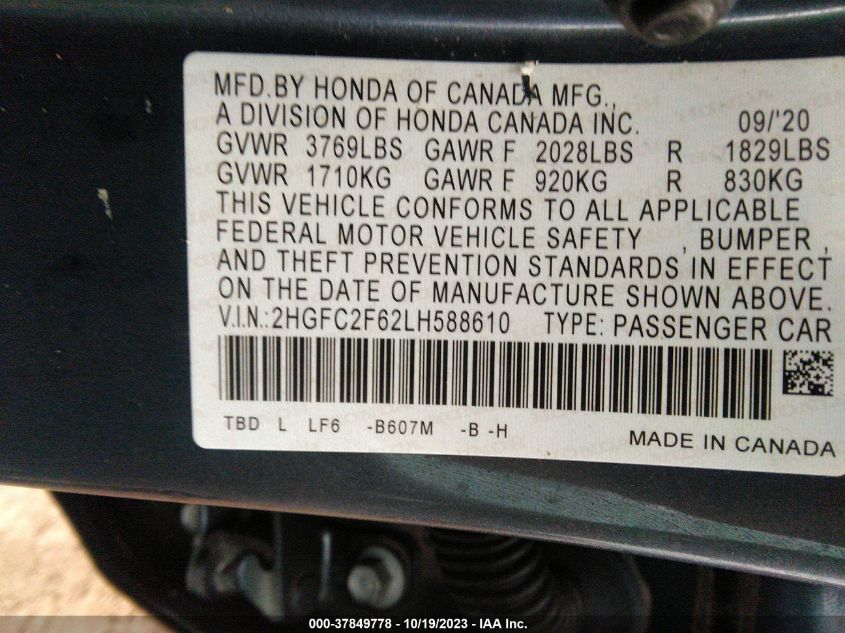 MFD.BY HONDA OF CANADA MFG.,
A DIVISION OF HONDA CANADA INC. 09/'20
GVWR 3769LBS GAWR F 2028LBS R 1829LBS
GVWR 1710KG GAWR F 920KG R 830KG
THIS VEHICLE CONFORMS TO ALL APPLICABLE
FEDERAL MOTOR VEHICLE SAFETY , BUMPER ,
AND THEFT PREVENTION STANDARDS IN EFFECT
ON THE DATE OF MANUFACTURE SHOWN ABOVE.
V.I.N.:2HGFC2F62LH588610 TYPE: PASSENGER CAR
TBD L LF6 -B607M -B -H
MADE IN CANADA
000-37849778 - 10/19/2023 - IAA Inc.